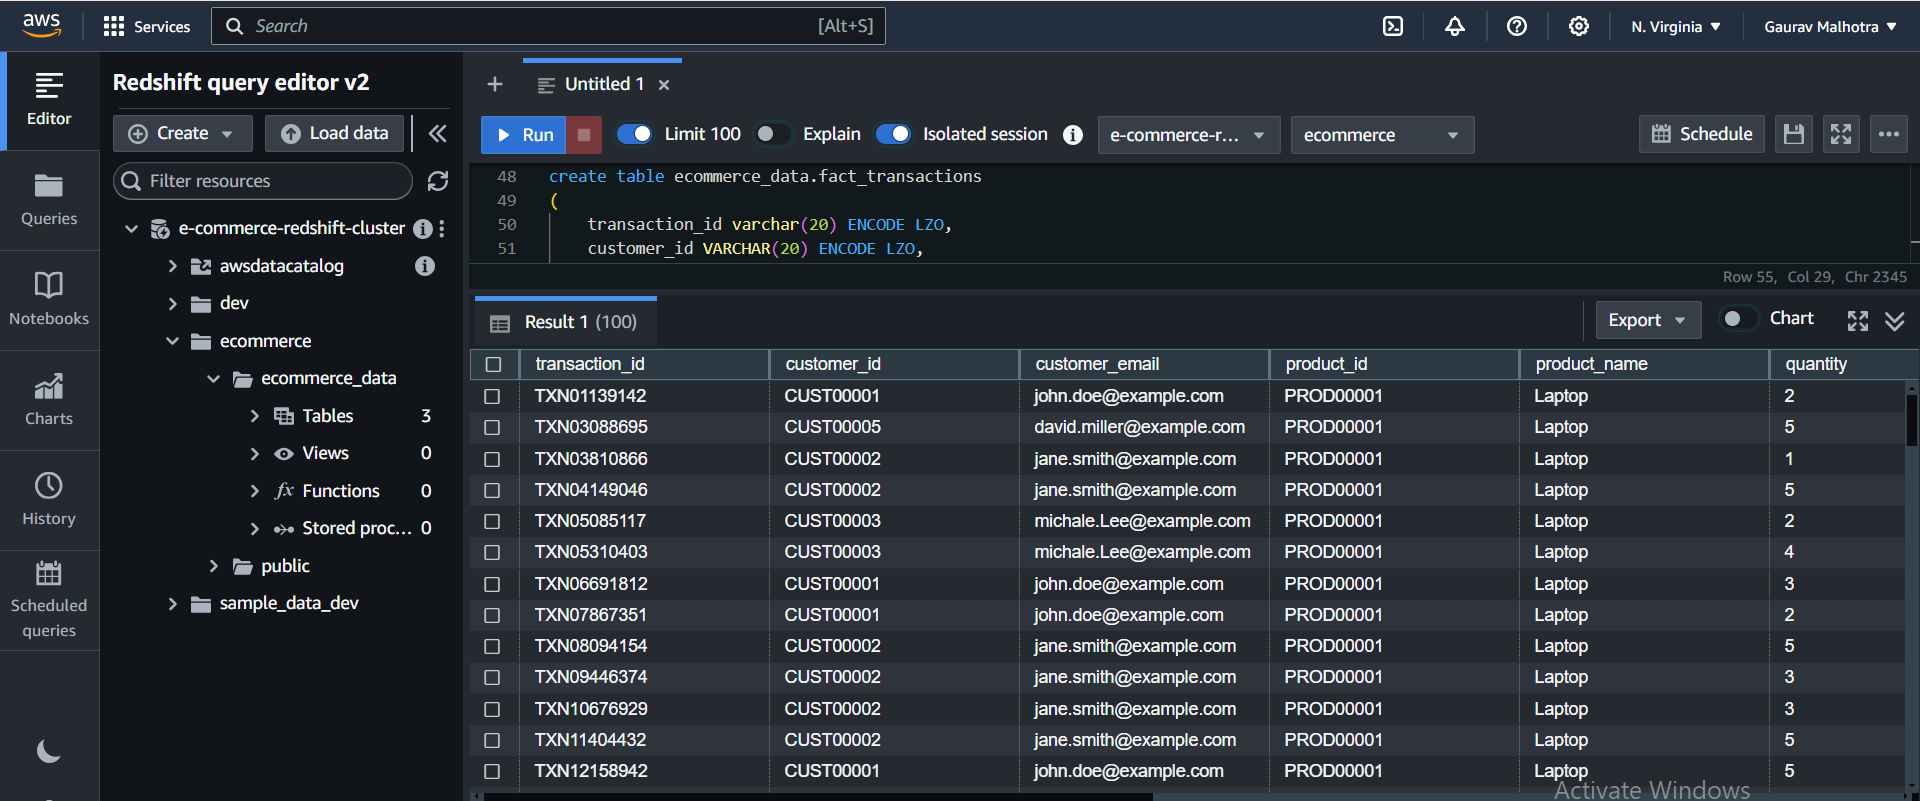 aws
Services
Search
[Alt+S]
N. Virginia
Gaurav Malhotra
Editor
Queries
Notebooks
Charts
History
Scheduled
queries
Redshift query editor v2
Create
Load data
Filter resources
e-commerce-redshift-cluster
awsdatacatalog
dev
ecommerce
ecommerce_data
Tables 3
Views 0
fx Functions 0
Stored proc... 0
public
sample_data_dev
Untitled 1
Run
Limit 100
Explain
Isolated session
e-commerce-r...
ecommerce
Schedule
48 create table ecommerce_data.fact_transactions
49 (
50 transaction_id varchar(20) ENCODE LZO,
51 customer_id VARCHAR(20) ENCODE LZO,
Row 55, Col 29, Chr 2345
Result 1 (100)
Export
Chart
transaction_id customer_id customer_email product_id product_name quantity
TXN01139142 CUST00001 john.doe@example.com PROD00001 Laptop 2
TXN03088695 CUST00005 david.miller@example.com PROD00001 Laptop 5
TXN03810866 CUST00002 jane.smith@example.com PROD00001 Laptop 1
TXN04149046 CUST00002 jane.smith@example.com PROD00001 Laptop 5
TXN05085117 CUST00003 michale.Lee@example.com PROD00001 Laptop 2
TXN05310403 CUST00003 michale.Lee@example.com PROD00001 Laptop 4
TXN06691812 CUST00001 john.doe@example.com PROD00001 Laptop 3
TXN07867351 CUST00001 john.doe@example.com PROD00001 Laptop 2
TXN08094154 CUST00002 jane.smith@example.com PROD00001 Laptop 5
TXN09446374 CUST00002 jane.smith@example.com PROD00001 Laptop 3
TXN10676929 CUST00002 jane.smith@example.com PROD00001 Laptop 3
TXN11404432 CUST00002 jane.smith@example.com PROD00001 Laptop 5
TXN12158942 CUST00001 john.doe@example.com PROD00001 Laptop 5
Activate Windows